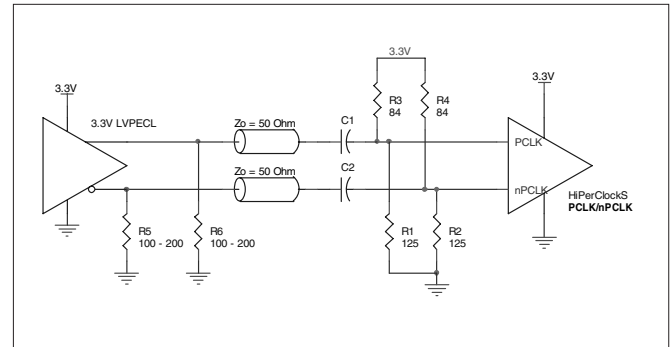 3.3V
3.3V
3.3V
3.3V LVPECL
R3
84
R4
84
Zo = 50 Ohm
C1
PCLK
Zo = 50 Ohm
C2
nPCLK
HiPerClockS
PCLK/nPCLK
R5
100 - 200
R6
100 - 200
R1
125
R2
125